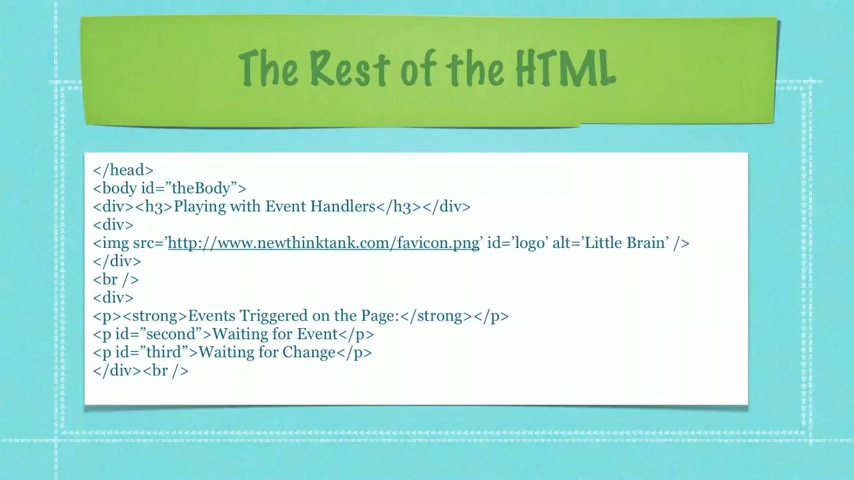 The Rest of the HTML
</head>
<body id=”theBody”>
<div><h3>Playing with Event Handlers</h3></div>
<div>
<img src=’http://www.newthinktank.com/favicon.png’ id=’logo’ alt=’Little Brain’ />
</div>
<br />
<div>
<p><strong>Events Triggered on the Page:</strong></p>
<p id=”second”>Waiting for Event</p>
<p id=”third”>Waiting for Change</p>
</div><br />